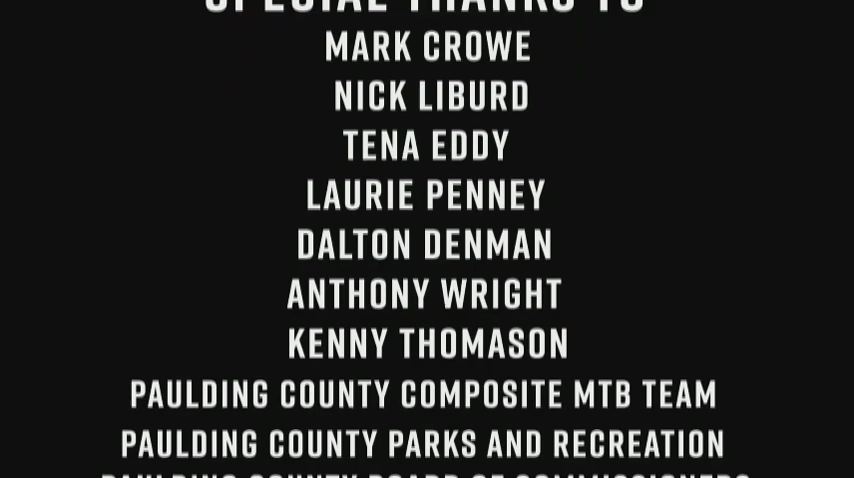 SPECIAL THANKS TO
MARK CROWE
NICK LIBURD
TENA EDDY
LAURIE PENNEY
DALTON DENMAN
ANTHONY WRIGHT
KENNY THOMASON
PAULDING COUNTY COMPOSITE MTB TEAM
PAULDING COUNTY PARKS AND RECREATION
PAULDING COUNTY BOARD OF COMMISSIONERS